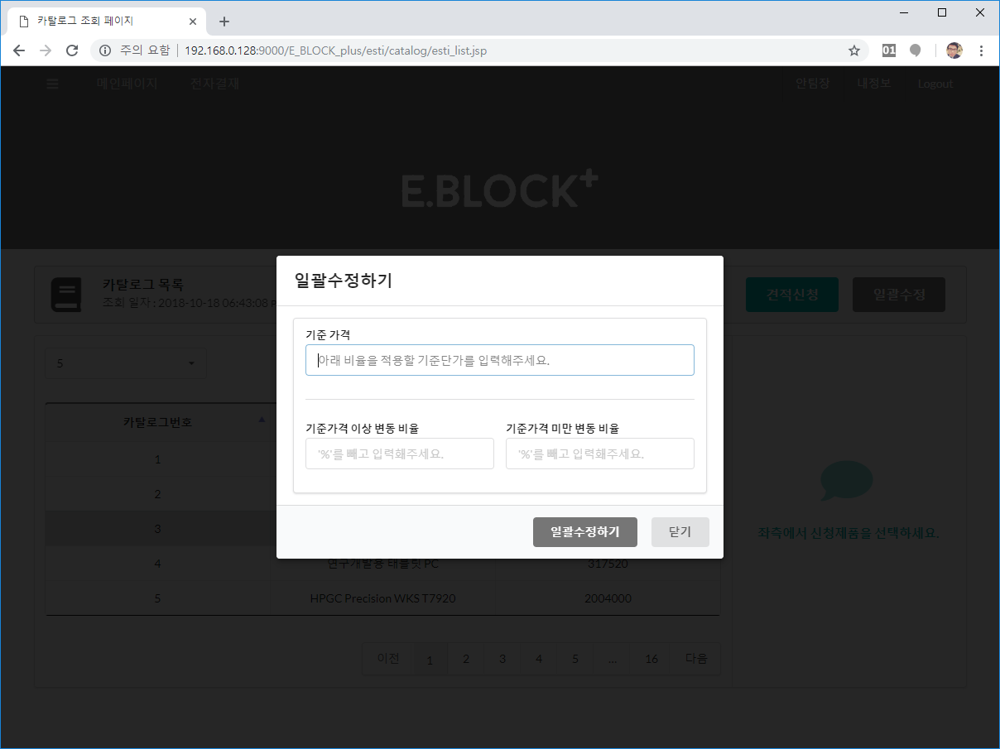 카탈로그 조회 페이지
주의 요함 192.168.0.128:9000/E_BLOCK_plus/esti/catalog/esti_list.jsp 01
메인페이지 전자결재 안팀장 내정보 Logout
E.BLOCK+
카탈로그 목록
조회 일자 : 2018-10-18 06:43:08
견적신청 일괄수정
일괄수정하기
기준 가격
아래 비율을 적용할 기준단가를 입력해주세요.
기준가격 이상 변동 비율 기준가격 미만 변동 비율
'%'를 빼고 입력해주세요. '%'를 빼고 입력해주세요.
일괄수정하기 닫기
5
카탈로그번호
1
2
3
4 연구개발용 태블릿 PC 317520
5 HPGC Precision WKS T7920 2004000
좌측에서 신청제품을 선택하세요.
이전 1 2 3 4 5 ... 16 다음